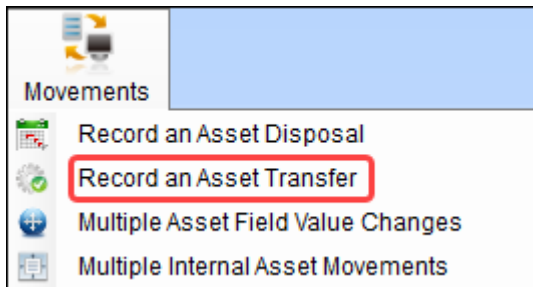 Movements
Record an Asset Disposal
Record an Asset Transfer
Multiple Asset Field Value Changes
Multiple Internal Asset Movements